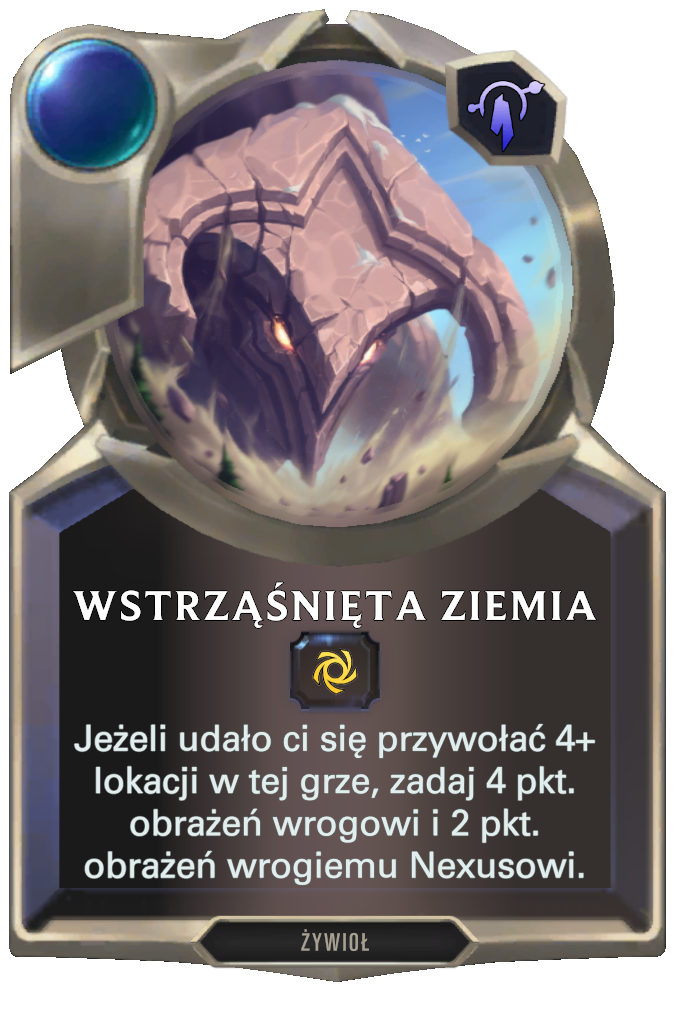 WSTRZĄŚNIĘTA ZIEMIA
Jeżeli udało ci się przywołać 4+
lokacji w tej grze, zadaj 4 pkt.
obrażeń wrogowi i 2 pkt.
obrażeń wrogiemu Nexusowi.
ŻYWIOŁ